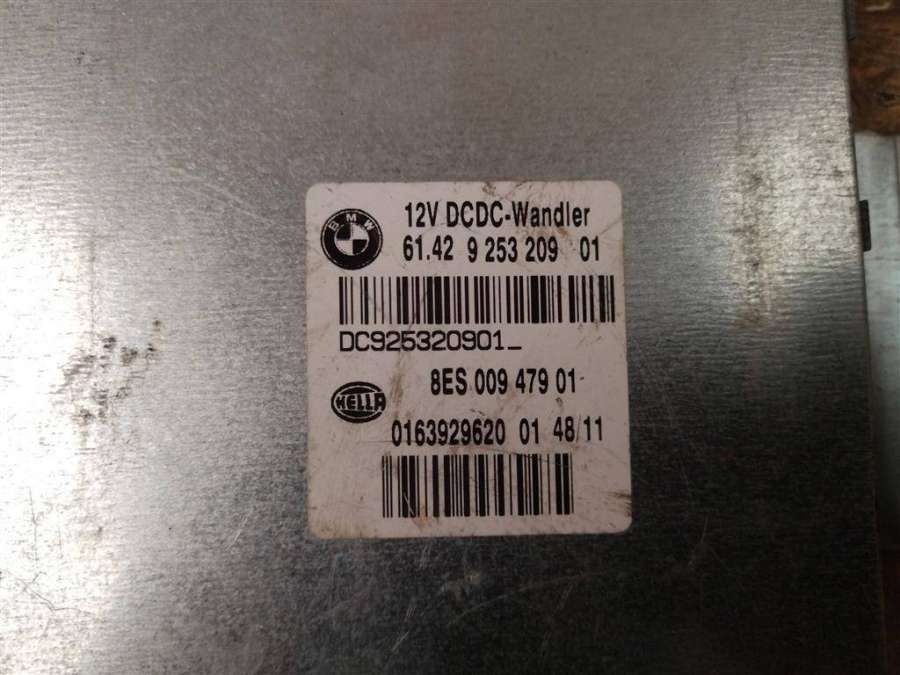 BMW
12V DCDC-Wandler
61.42 9 253 209 01
DC925320901_
8ES 009 479 01
HELLA
0163929620 01 48/11